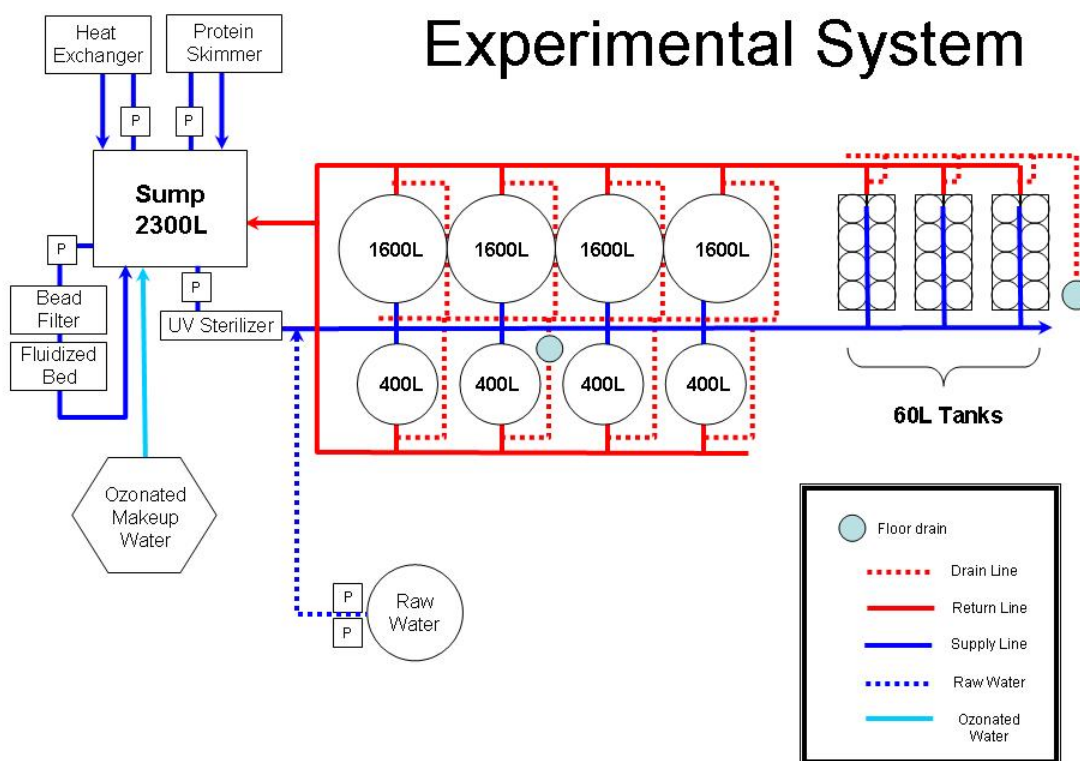 Experimental System
Heat
Exchanger
Protein
Skimmer
P
P
Sump
2300L
P
P
Bead
Filter
Fluidized
Bed
UV Sterilizer
1600L
1600L
1600L
1600L
400L
400L
400L
400L
60L Tanks
Ozonated
Makeup
Water
P
P
Raw
Water
Floor drain
Drain Line
Return Line
Supply Line
Raw Water
Ozonated
Water